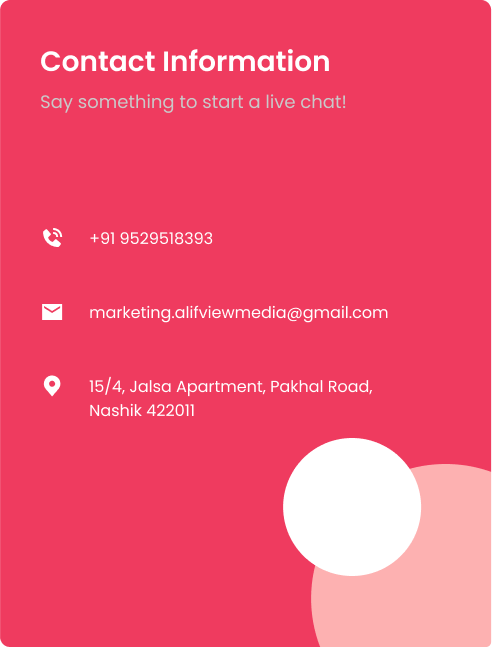 Contact Information
Say something to start a live chat!
+91 9529518393
marketing.alifviewmedia@gmail.com
15/4, Jalsa Apartment, Pakhal Road,
Nashik 422011